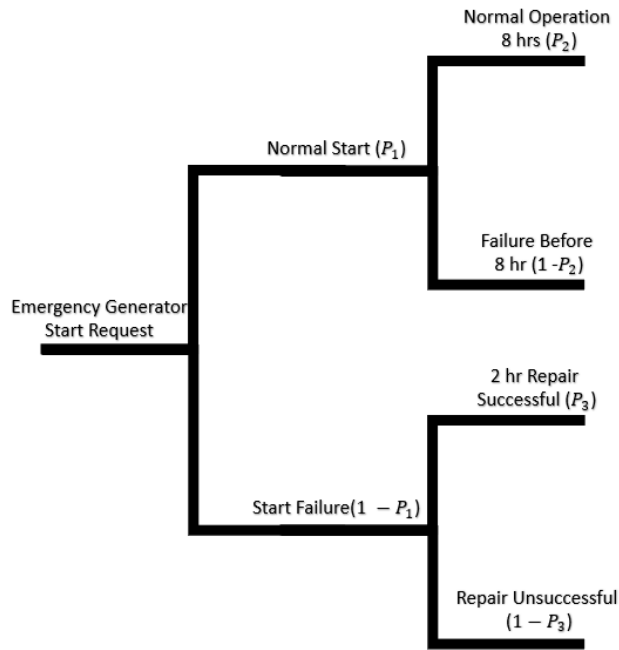 Normal Operation
8 hrs (P₂)
Normal Start (P₁)
Failure Before
8 hr (1 -P₂)
Emergency Generator
Start Request
2 hr Repair
Successful (P₃)
Start Failure(1 − P₁)
Repair Unsuccessful
(1 − P₃)